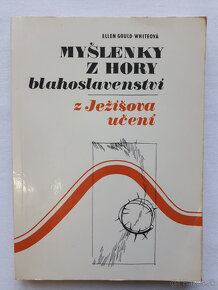 ELLEN GOULD WHITEOVÁ
MYŠLENKY
Z HORY
blahoslavenství
z Ježíšova
učení